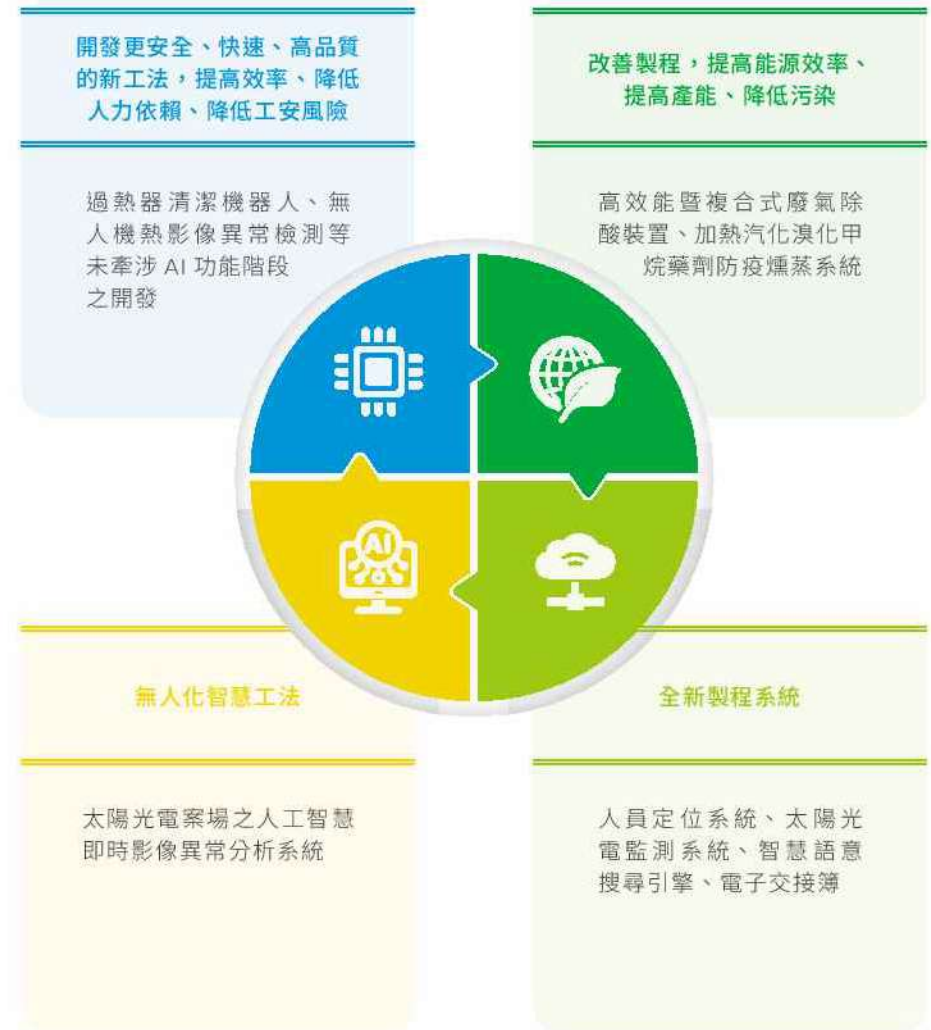 開發更安全、快速、高品質
的新工法，提高效率、降低
人力依賴、降低工安風險
過熱器清潔機器人、無
人機熱影像異常檢測等
未牽涉 AI 功能階段
之開發
改善製程，提高能源效率、
提高產能、降低污染
高效能暨複合式廢氣除
酸裝置、加熱汽化溴化甲
烷藥劑防疫燻蒸系統
AI
無人化智慧工法
太陽光電案場之人工智慧
即時影像異常分析系統
全新製程系統
人員定位系統、太陽光
電監測系統、智慧語意
搜尋引擎、電子交接簿